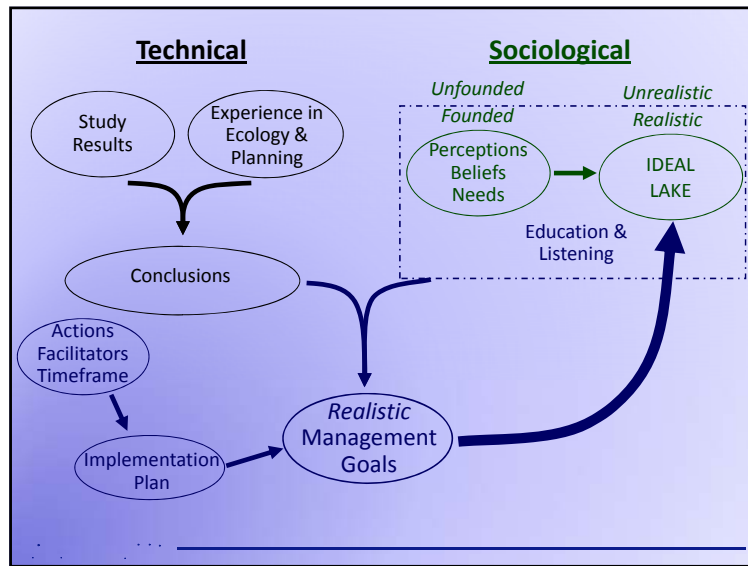 Technical
Sociological
Study
Results
Experience in
Ecology &
Planning
Unfounded
Founded
Perceptions
Beliefs
Needs
Unrealistic
Realistic
IDEAL
LAKE
Education &
Listening
Conclusions
Actions
Facilitators
Timeframe
Implementation
Plan
Realistic
Management
Goals